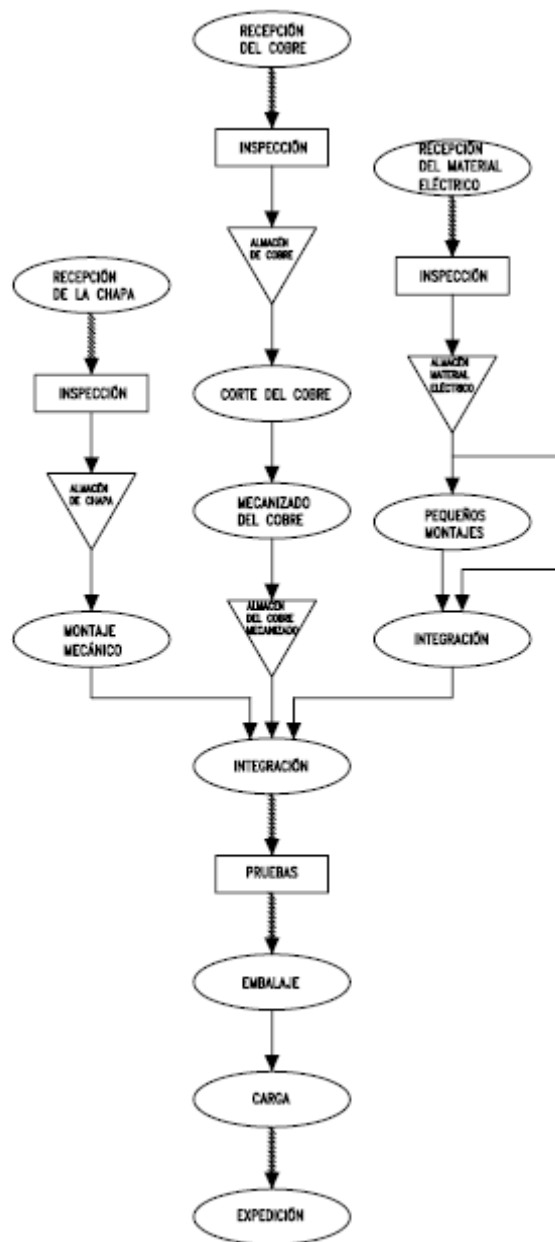 RECEPCIÓN
DEL COBRE
INSPECCIÓN
RECEPCIÓN
DEL MATERIAL
ELÉCTRICO
ALMACÉN
DE COBRE
RECEPCIÓN
DE LA CHAPA
INSPECCIÓN
INSPECCIÓN
ALMACÉN
MATERIAL
ELÉCTRICO
CORTE DEL COBRE
ALMACÉN
DE CHAPA
MECANIZADO
DEL COBRE
PEQUEÑOS
MONTAJES
ALMACEN
DEL COBRE
MECANIZADO
MONTAJE
MECÁNICO
INTEGRACIÓN
INTEGRACIÓN
PRUEBAS
EMBALAJE
CARGA
EXPEDICIÓN